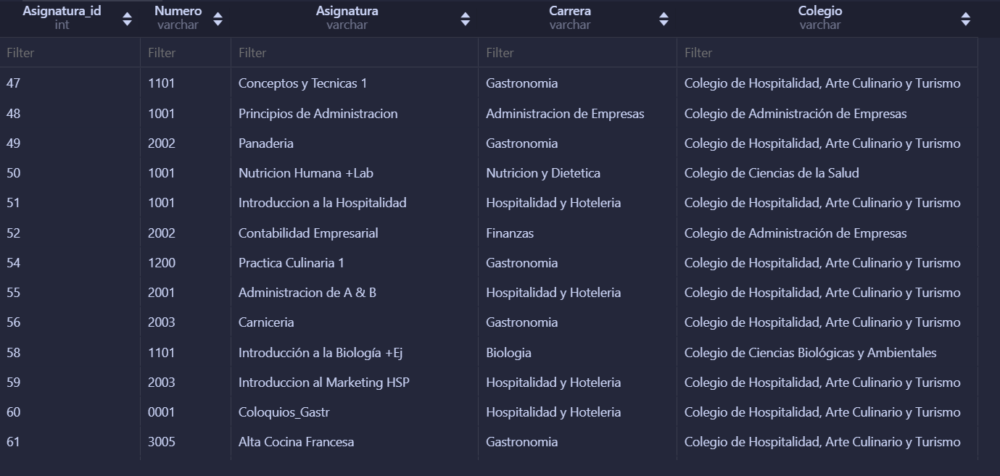 Asignatura_id Numero Asignatura Carrera Colegio
int varchar varchar varchar varchar
Filter Filter Filter Filter Filter
47 1101 Conceptos y Tecnicas 1 Gastronomia Colegio de Hospitalidad, Arte Culinario y Turismo
48 1001 Principios de Administracion Administracion de Empresas Colegio de Administración de Empresas
49 2002 Panaderia Gastronomia Colegio de Hospitalidad, Arte Culinario y Turismo
50 1001 Nutricion Humana +Lab Nutricion y Dietetica Colegio de Ciencias de la Salud
51 1001 Introduccion a la Hospitalidad Hospitalidad y Hoteleria Colegio de Hospitalidad, Arte Culinario y Turismo
52 2002 Contabilidad Empresarial Finanzas Colegio de Administración de Empresas
54 1200 Practica Culinaria 1 Gastronomia Colegio de Hospitalidad, Arte Culinario y Turismo
55 2001 Administracion de A & B Hospitalidad y Hoteleria Colegio de Hospitalidad, Arte Culinario y Turismo
56 2003 Carniceria Gastronomia Colegio de Hospitalidad, Arte Culinario y Turismo
58 1101 Introducción a la Biología +Ej Biologia Colegio de Ciencias Biológicas y Ambientales
59 2003 Introduccion al Marketing HSP Hospitalidad y Hoteleria Colegio de Hospitalidad, Arte Culinario y Turismo
60 0001 Coloquios_Gastr Hospitalidad y Hoteleria Colegio de Hospitalidad, Arte Culinario y Turismo
61 3005 Alta Cocina Francesa Gastronomia Colegio de Hospitalidad, Arte Culinario y Turismo